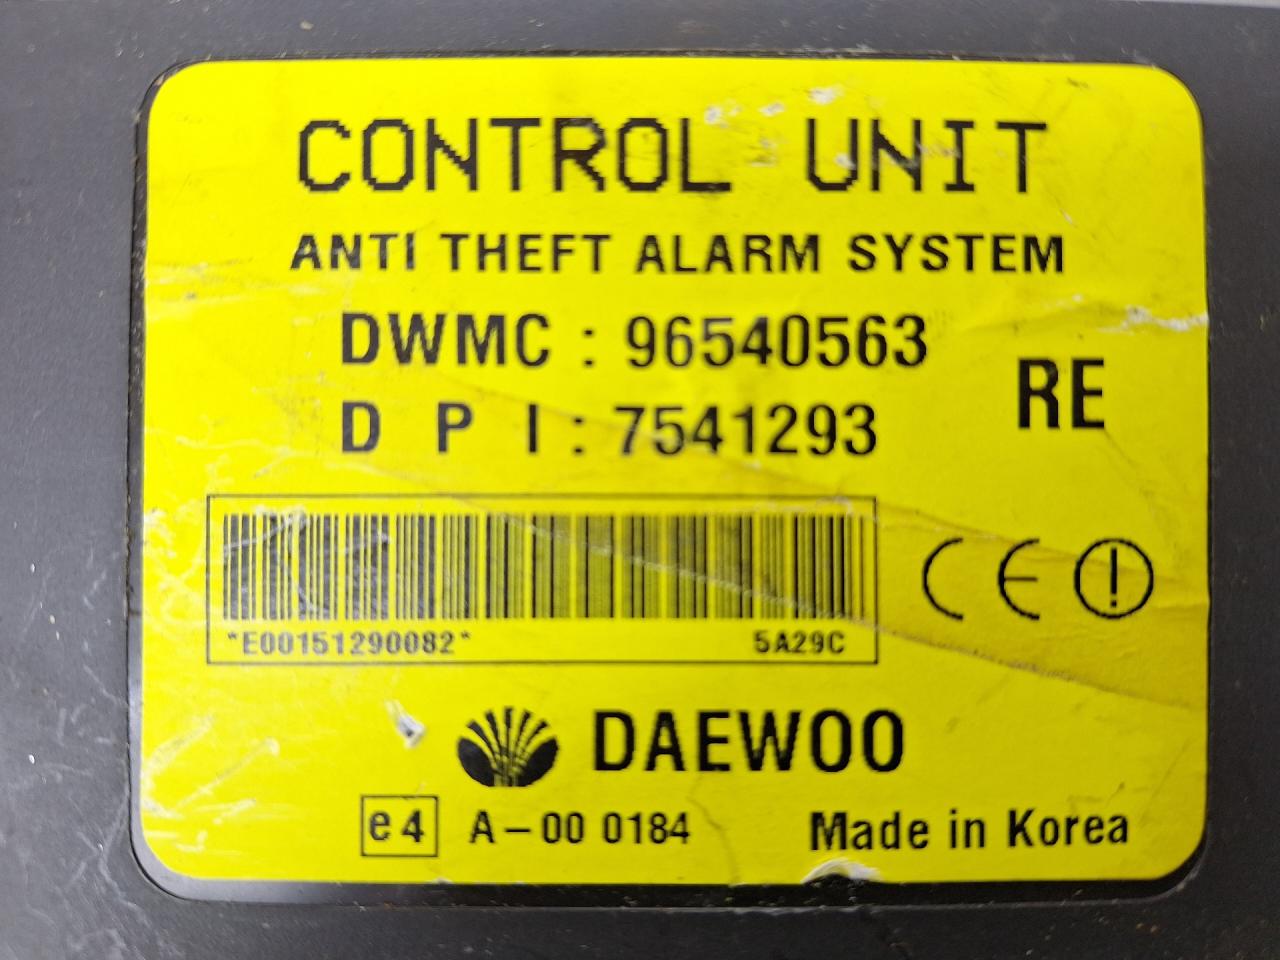 CONTROL UNIT
ANTI THEFT ALARM SYSTEM
DWMC : 96540563
RE
D P I : 7541293
"E00151290082" 5A29C
CE
DAEWOO
e4 A-00 0184 Made in Korea